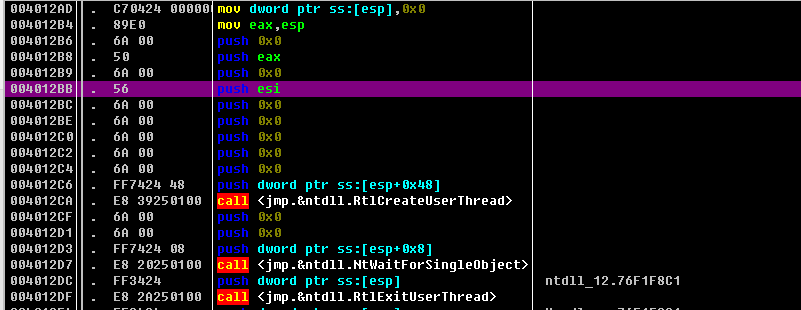 004012AD . C70424 000000 mov dword ptr ss:[esp],0x0
004012B4 . 89E0 mov eax,esp
004012B6 . 6A 00 push 0x0
004012B8 . 50 push eax
004012B9 . 6A 00 push 0x0
004012BB . 56 push esi
004012BC . 6A 00 push 0x0
004012BE . 6A 00 push 0x0
004012C0 . 6A 00 push 0x0
004012C2 . 6A 00 push 0x0
004012C4 . 6A 00 push 0x0
004012C6 . FF7424 48 push dword ptr ss:[esp+0x48]
004012CA . E8 39250100 call <jmp.&ntdll.RtlCreateUserThread>
004012CF . 6A 00 push 0x0
004012D1 . 6A 00 push 0x0
004012D3 . FF7424 08 push dword ptr ss:[esp+0x8]
004012D7 . E8 20250100 call <jmp.&ntdll.NtWaitForSingleObject>
004012DC . FF3424 push dword ptr ss:[esp] ntdll_12.76F1F8C1
004012DF . E8 2A250100 call <jmp.&ntdll.RtlExitUserThread>